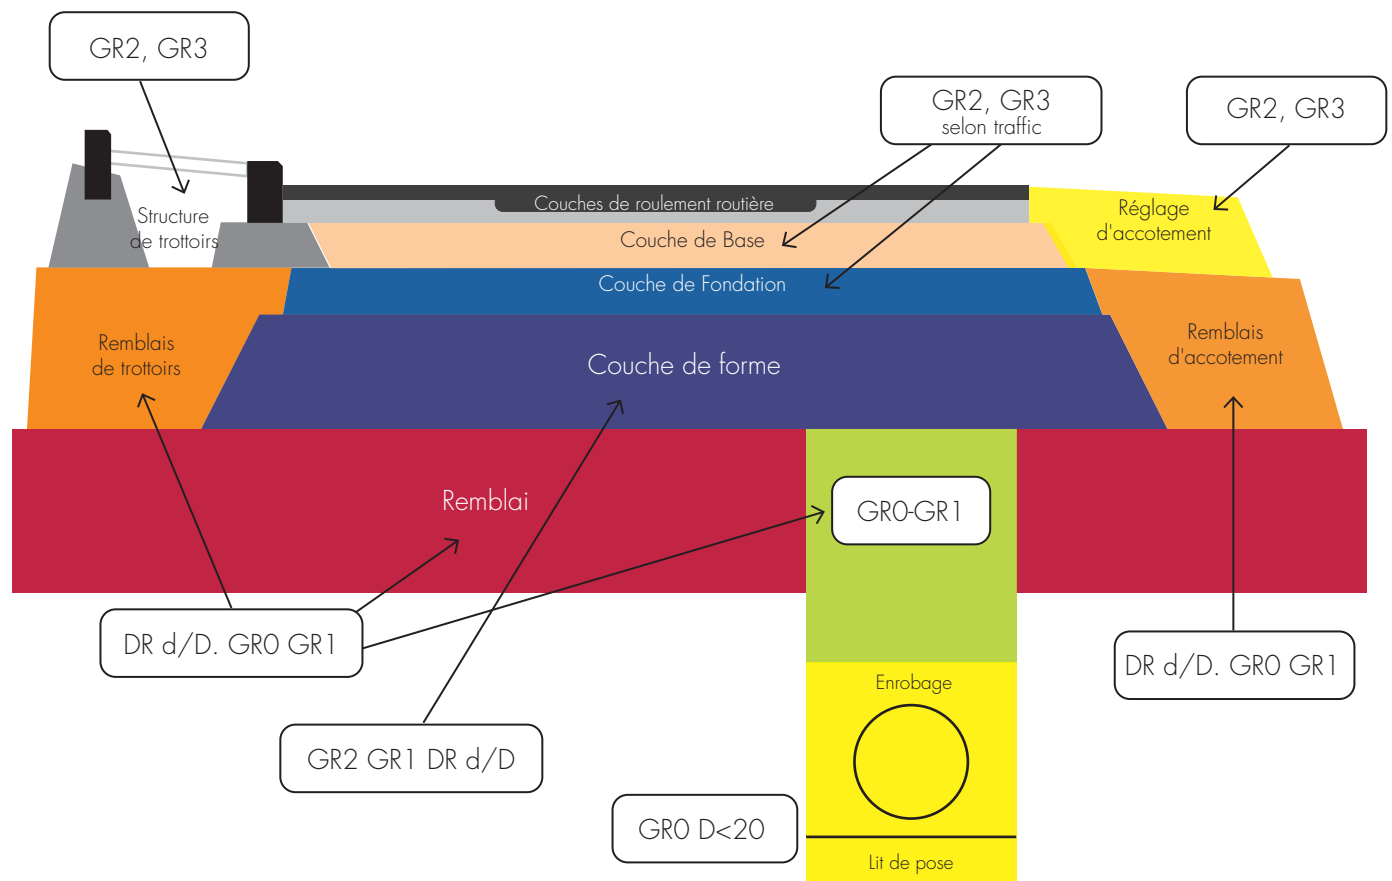 GR2, GR3
GR2, GR3
selon traffic
GR2, GR3
Structure
de trottoirs
Couches de roulement routière
Réglage
d'accotement
Couche de Base
Couche de Fondation
Remblais
de trottoirs
Couche de forme
Remblais
d'accotement
Remblai
GR0-GR1
DR d/D. GR0 GR1
DR d/D. GR0 GR1
Enrobage
GR2 GR1 DR d/D
GR0 D<20
Lit de pose